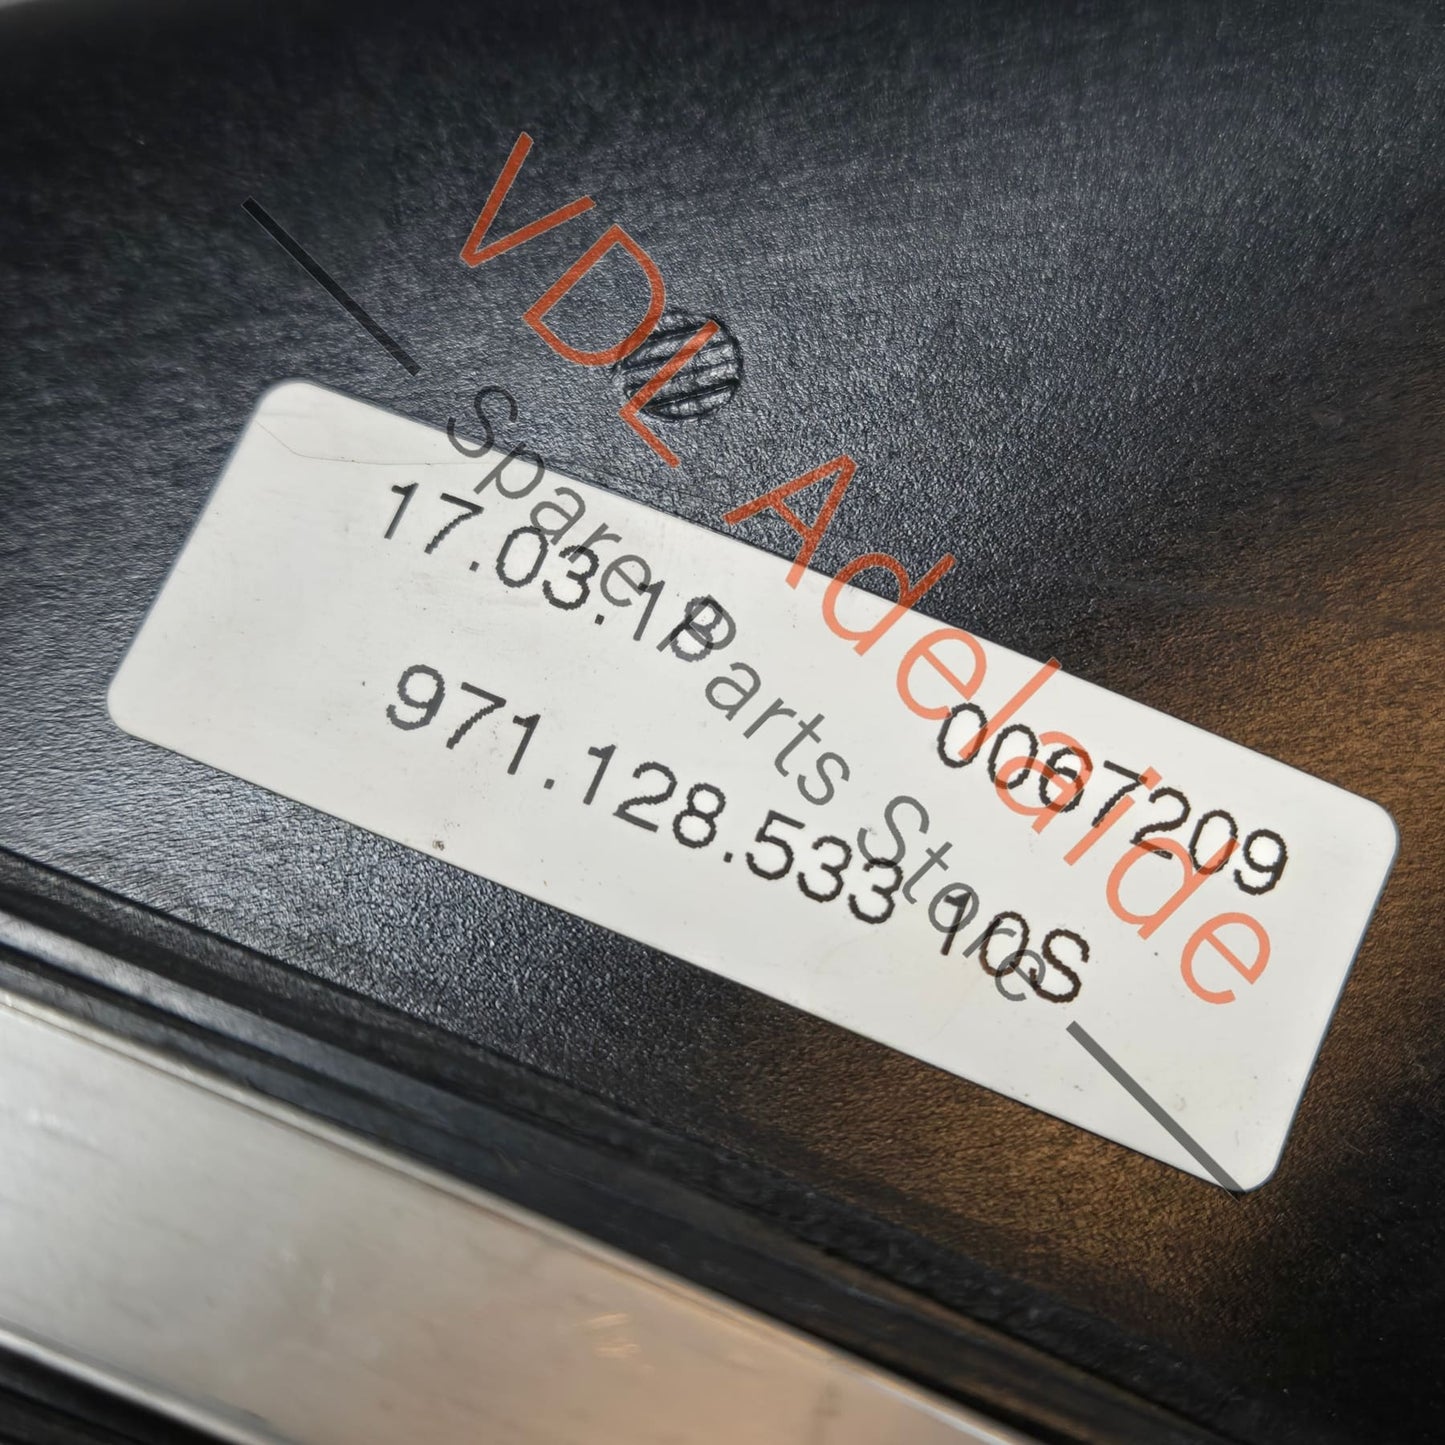 VDL Adelaide
Spare Parts Store
17.03.18
0067209
971.128.533 10S